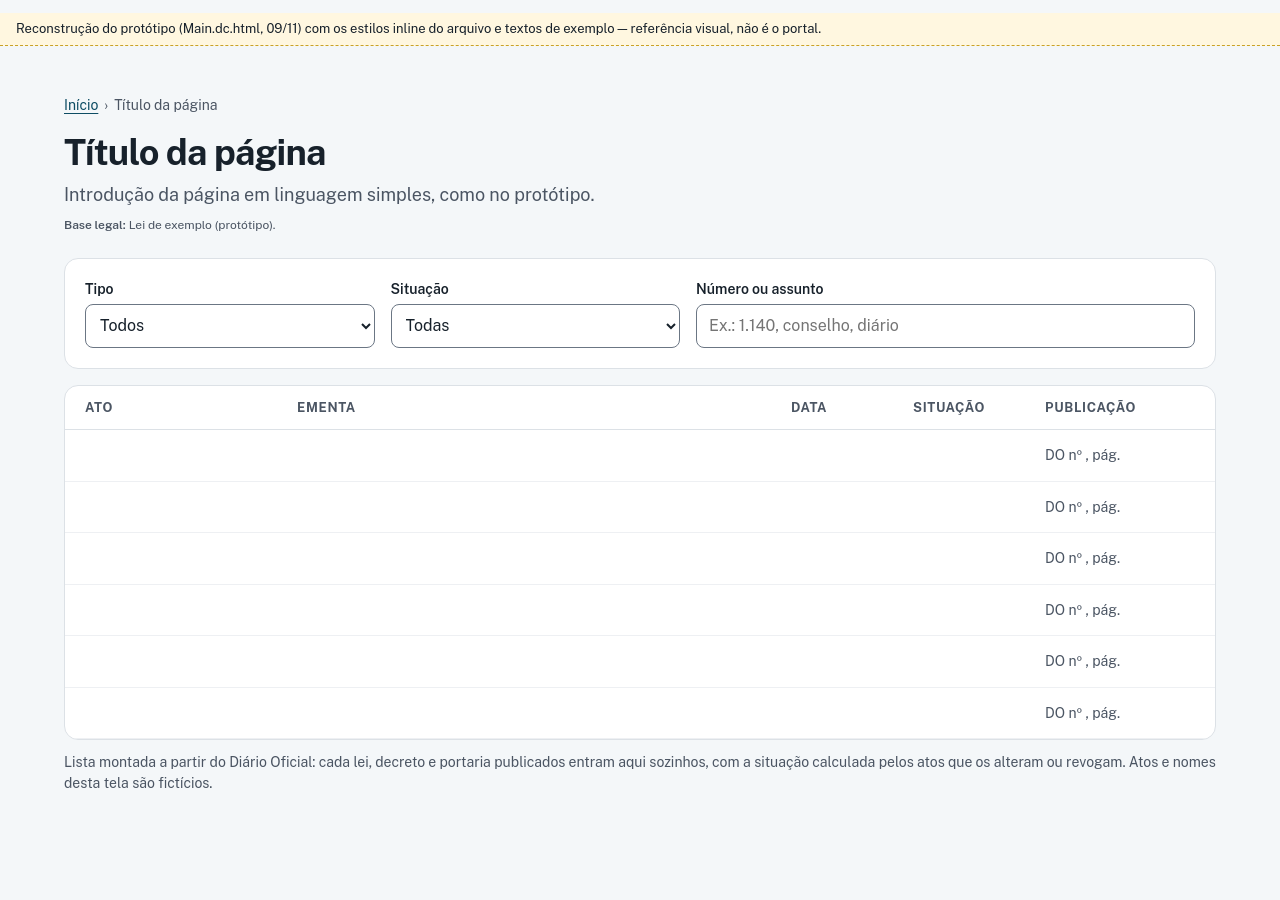 Reconstrução do protótipo (Main.dc.html, 09/11) com os estilos inline do arquivo e textos de exemplo — referência visual, não é o portal.
Início › Título da página
Título da página
Introdução da página em linguagem simples, como no protótipo.
Base legal: Lei de exemplo (protótipo).
Tipo Situação Número ou assunto
Todos Todas Ex.: 1.140, conselho, diário
ATO EMENTA DATA SITUAÇÃO PUBLICAÇÃO
DO nº , pág.
DO nº , pág.
DO nº , pág.
DO nº , pág.
DO nº , pág.
DO nº , pág.
Lista montada a partir do Diário Oficial: cada lei, decreto e portaria publicados entram aqui sozinhos, com a situação calculada pelos atos que os alteram ou revogam. Atos e nomes
desta tela são fictícios.